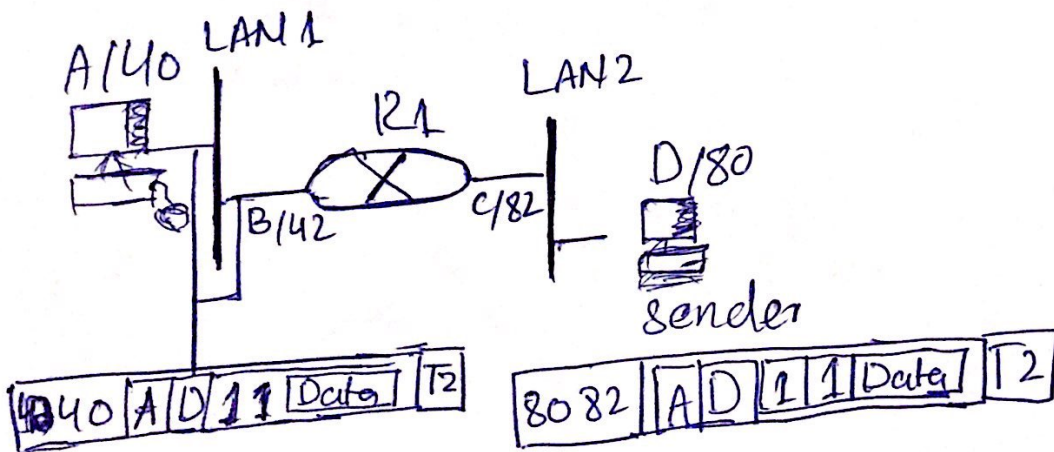 LAN 1
A/40
LAN 2
R1
D/80
B/42
C/82
sender
40 A D 1 1 Data T2
80 82 A D 1 1 Data T2